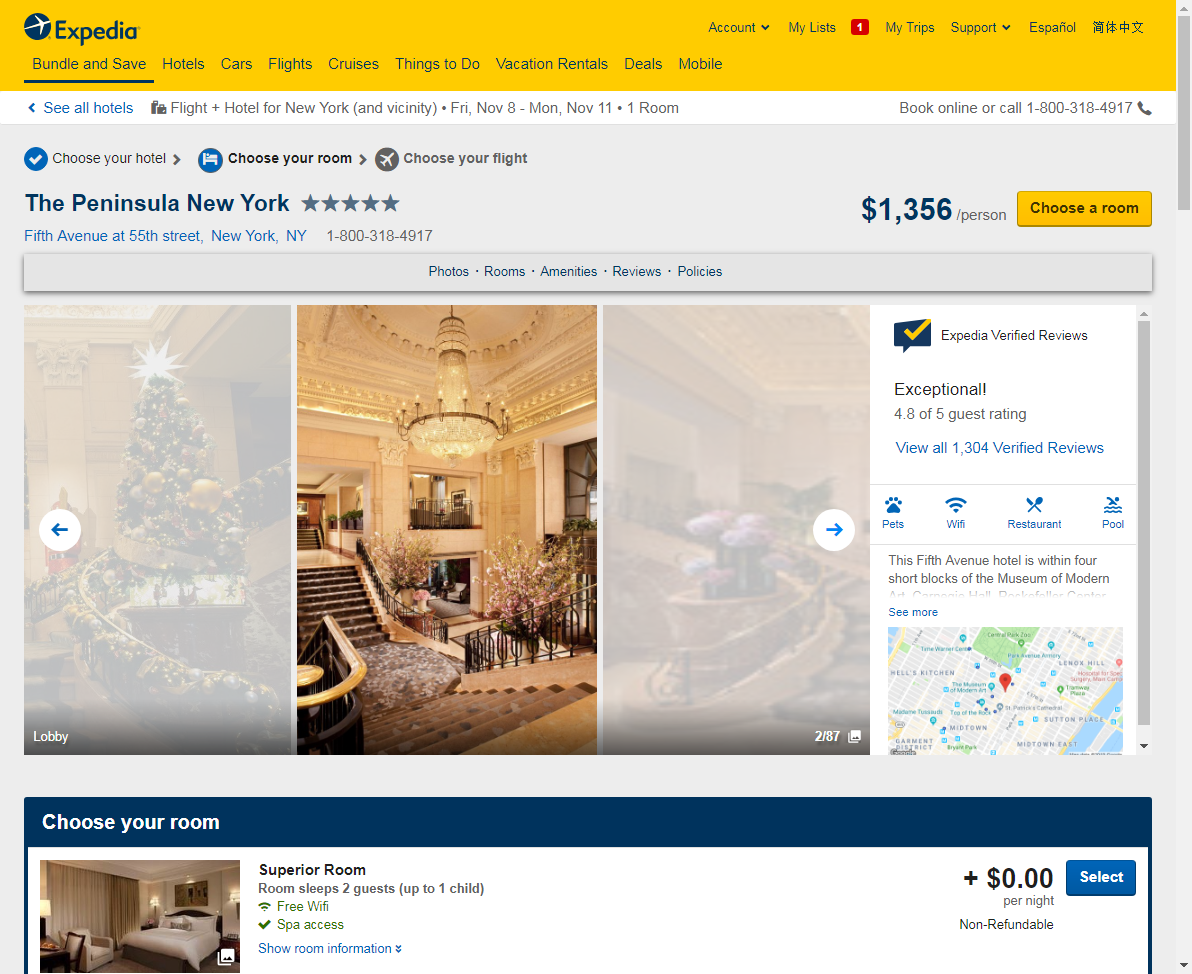 Expedia
Account
My Lists
1
My Trips
Support
Español
简体中文
Bundle and Save
Hotels
Cars
Flights
Cruises
Things to Do
Vacation Rentals
Deals
Mobile
See all hotels
Flight + Hotel for New York (and vicinity) • Fri, Nov 8 - Mon, Nov 11 • 1 Room
Book online or call 1-800-318-4917
Choose your hotel
Choose your room
Choose your flight
The Peninsula New York
$1,356 /person
Choose a room
Fifth Avenue at 55th street, New York, NY 1-800-318-4917
Photos · Rooms · Amenities · Reviews · Policies
Expedia Verified Reviews
Exceptional!
4.8 of 5 guest rating
View all 1,304 Verified Reviews
Pets
Wifi
Restaurant
Pool
This Fifth Avenue hotel is within four
short blocks of the Museum of Modern
Art, Carnegie Hall, Rockefeller Center
See more
Central Park Zoo
Time Warner Center
Park Avenue Armory
LENOX HILL
HELL'S KITCHEN
The Museum
of Modern Art
Tramway
Plaza
Madame Tussauds
Top of the Rock
St. Patrick's Cathedral
SUTTON PLACE
MIDTOWN
GARMENT
DISTRICT
Bryant Park
MIDTOWN EAST
Google
Lobby
2/87
Choose your room
Superior Room
Room sleeps 2 guests (up to 1 child)
Free Wifi
Spa access
Show room information
+ $0.00
per night
Non-Refundable
Select